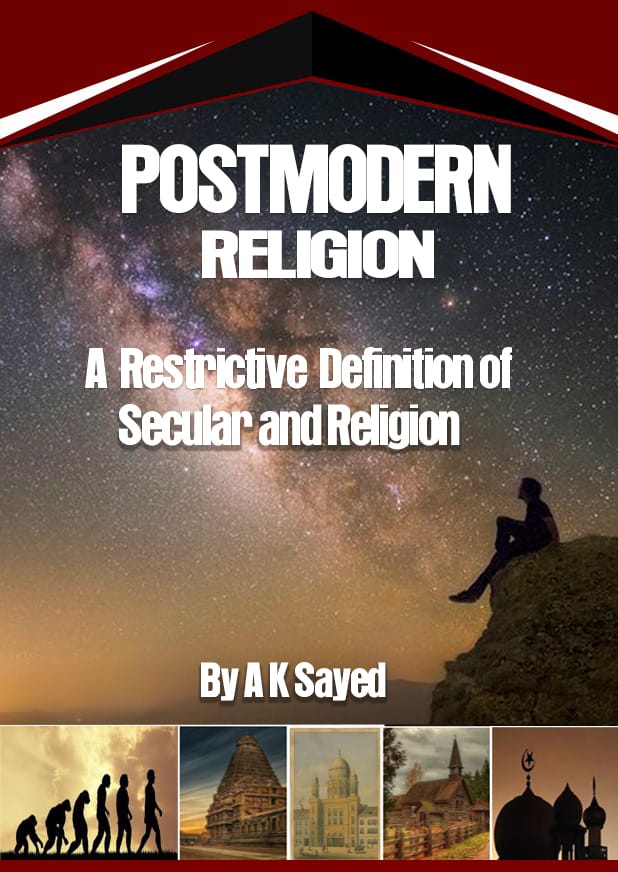 POSTMODERN
RELIGION
A Restrictive Definition of
Secular and Religion
By A K Sayed